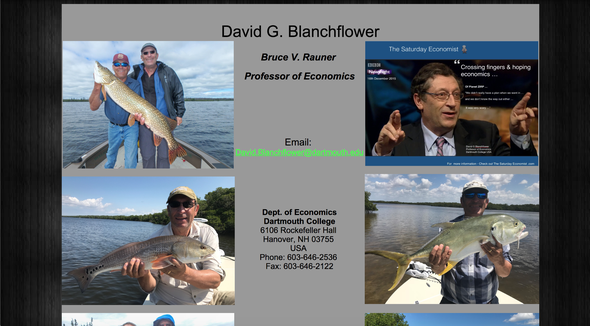 David G. Blanchflower
Bruce V. Rauner
Professor of Economics
Email:
David.Blanchflower@dartmouth.edu
Dept. of Economics
Dartmouth College
6106 Rockefeller Hall
Hanover, NH 03755
USA
Phone: 603-646-2536
Fax: 603-646-2122
The Saturday Economist
BBC
Crossing fingers & hoping
economics ...